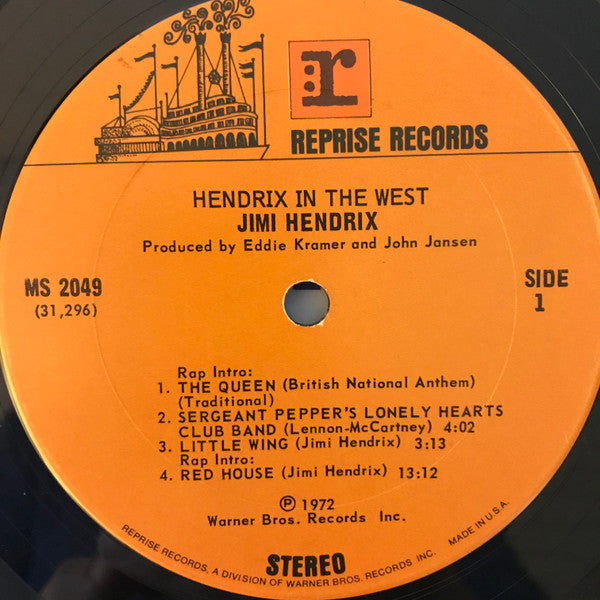 r
REPRISE RECORDS
HENDRIX IN THE WEST
JIMI HENDRIX
Produced by Eddie Kramer and John Jansen
MS 2049
(31,296)
SIDE
1
Rap Intro:
1. THE QUEEN (British National Anthem)
(Traditional)
2. SERGEANT PEPPER'S LONELY HEARTS
CLUB BAND (Lennon-McCartney) 4:02
3. LITTLE WING (Jimi Hendrix) 3:13
Rap Intro:
4. RED HOUSE (Jimi Hendrix) 13:12
℗ 1972
Warner Bros. Records Inc.
STEREO
REPRISE RECORDS, A DIVISION OF WARNER BROS. RECORDS INC. MADE IN U.S.A.